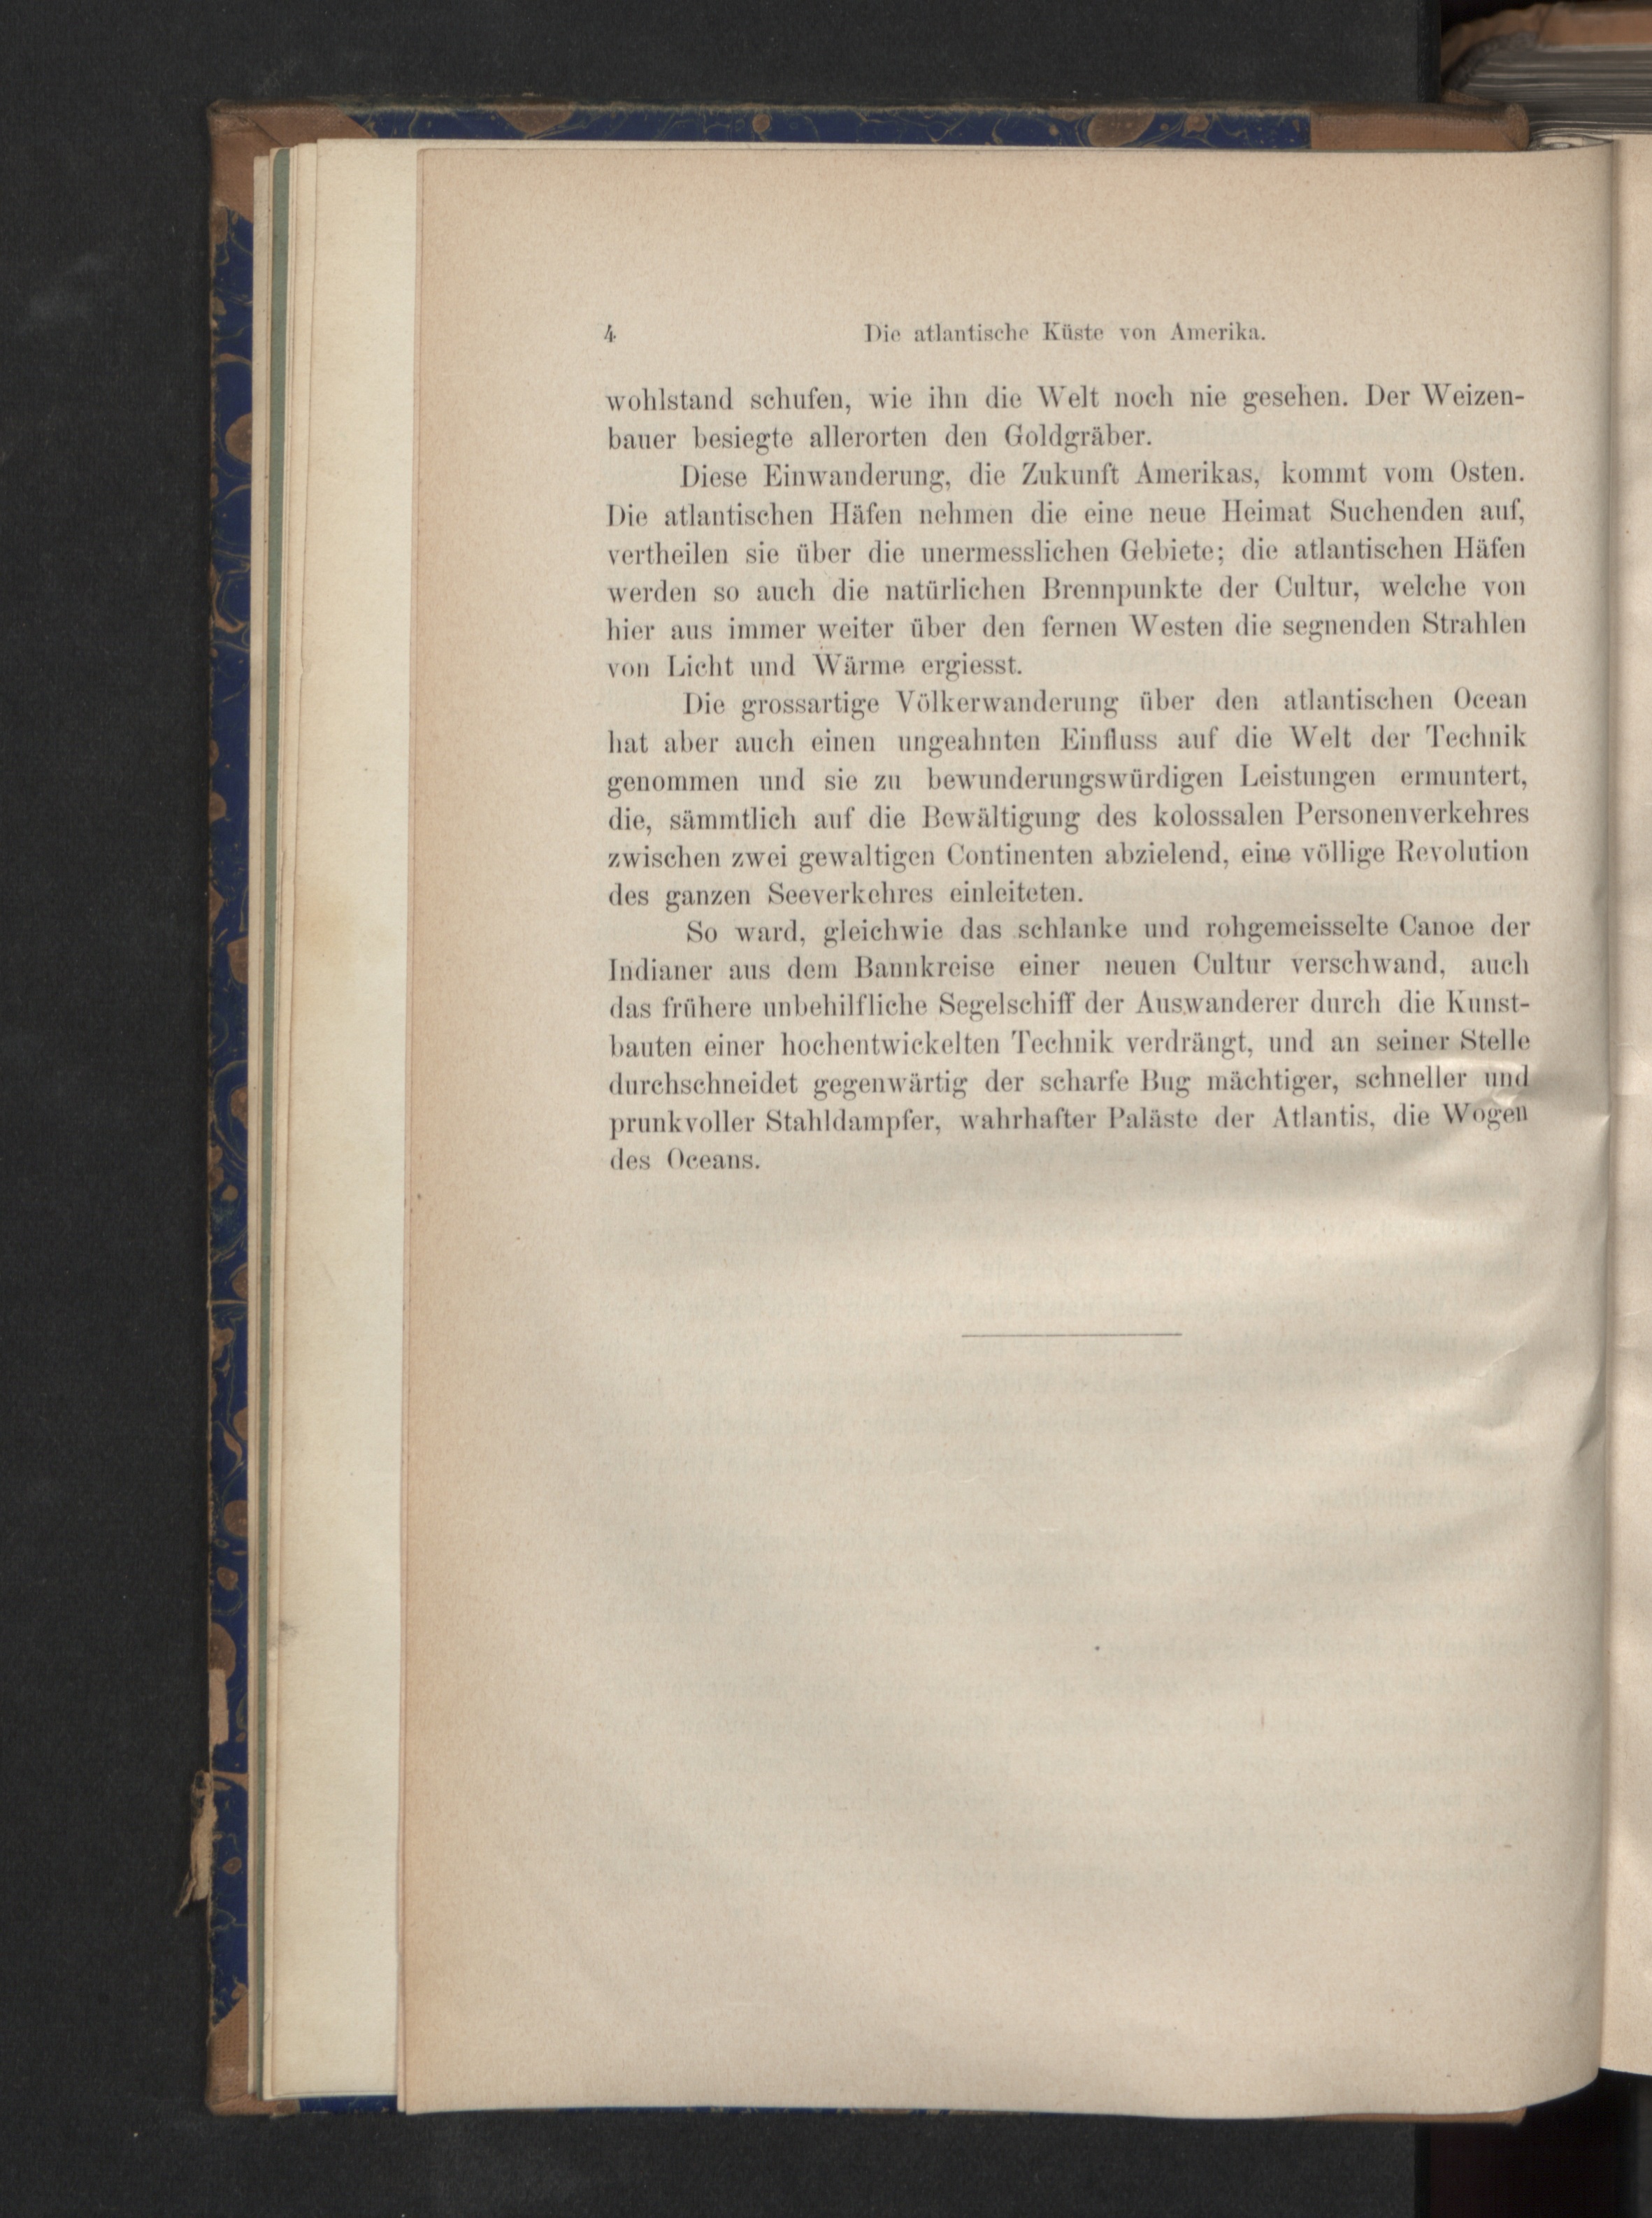 4 Die atlantische Küste von Amerika.
wohlstand schufen, wie ihn die Welt noch nie gesehen. Der Weizen-
bauer besiegte allerorten den Goldgräber.
Diese Einwanderung, die Zukunft Amerikas, kommt vom Osten.
Die atlantischen Häfen nehmen die eine neue Heimat Suchenden auf,
vertheilen sie über die unermesslichen Gebiete; die atlantischen Häfen
werden so auch die natürlichen Brennpunkte der Cultur, welche von
hier aus immer weiter über den fernen Westen die segnenden Strahlen
von Licht und Wärme ergiesst.
Die grossartige Völkerwanderung über den atlantischen Ocean
hat aber auch einen ungeahnten Einfluss auf die Welt der Technik
genommen und sie zu bewunderungswürdigen Leistungen ermuntert,
die, sämmtlich auf die Bewältigung des kolossalen Personenverkehres
zwischen zwei gewaltigen Continenten abzielend, eine völlige Revolution
des ganzen Seeverkehres einleiteten.
So ward, gleichwie das schlanke und rohgemeisselte Canoe der
Indianer aus dem Bannkreise einer neuen Cultur verschwand, auch
das frühere unbehilfliche Segelschiff der Auswanderer durch die Kunst-
bauten einer hochentwickelten Technik verdrängt, und an seiner Stelle
durchschneidet gegenwärtig der scharfe Bug mächtiger, schneller und
prunkvoller Stahldampfer, wahrhafter Paläste der Atlantis, die Wogen
des Oceans.